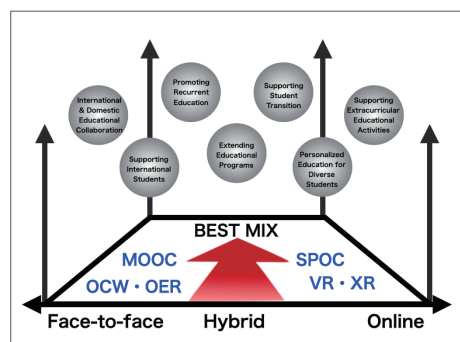 Promoting
Recurrent
Education
Supporting
Student
Transition
International
& Domestic
Educational
Collaboration
Supporting
Extracurricular
Educational
Activities
Supporting
International
Students
Extending
Educational
Programs
Personalized
Education for
Diverse
Students
BEST MIX
MOOC
SPOC
OCW・OER
VR・XR
Face-to-face
Hybrid
Online